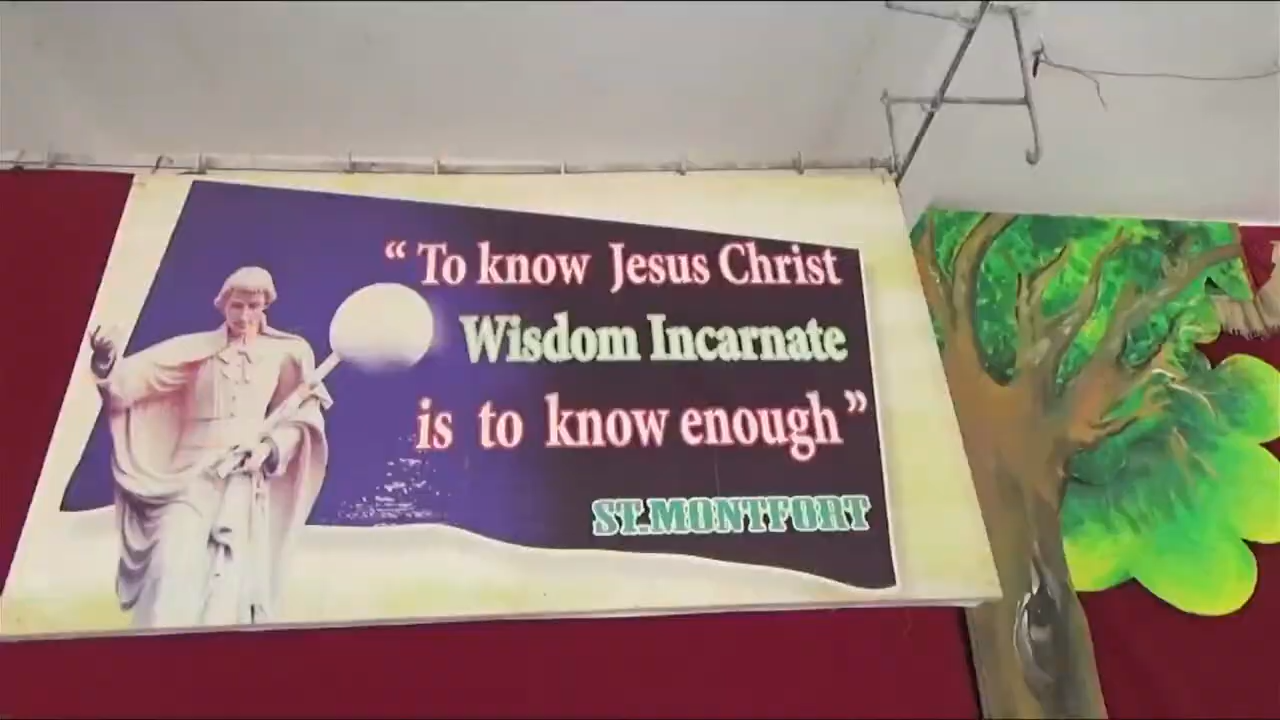 “ To know Jesus Christ
Wisdom Incarnate
is to know enough ”
ST.MONTFORT